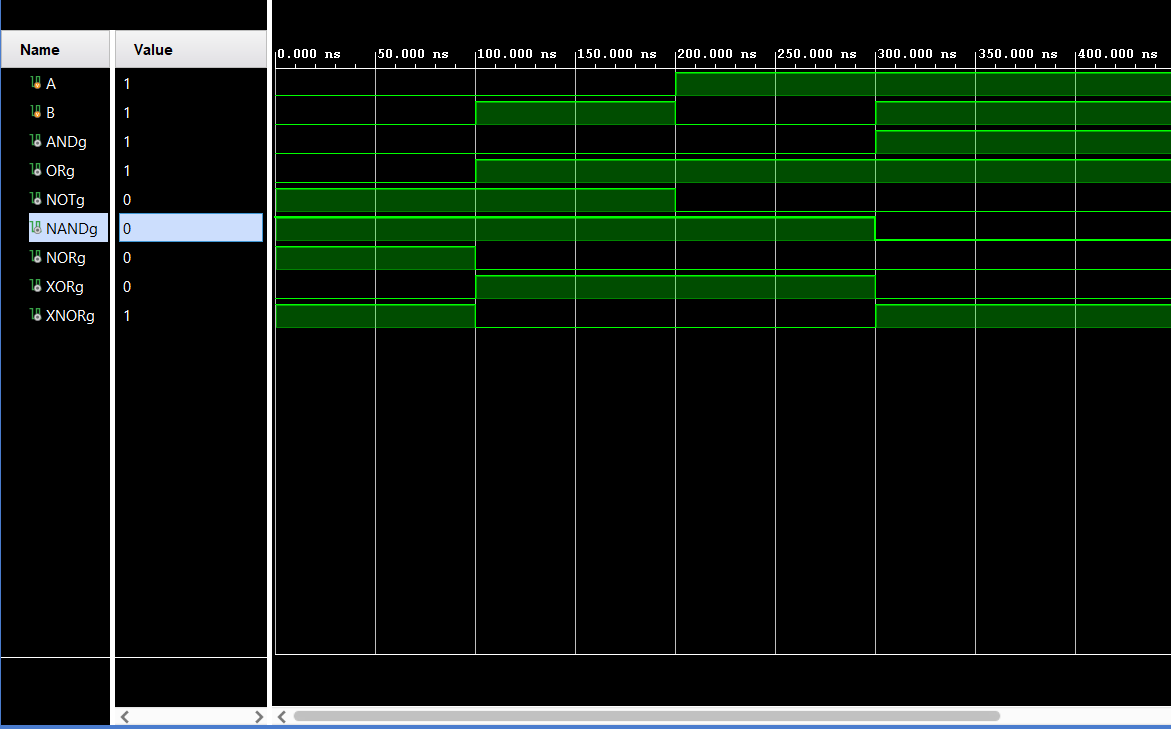 Name Value 0.000 ns 50.000 ns 100.000 ns 150.000 ns 200.000 ns 250.000 ns 300.000 ns 350.000 ns 400.000 ns
A 1
B 1
ANDg 1
ORg 1
NOTg 0
NANDg 0
NORg 0
XORg 0
XNORg 1